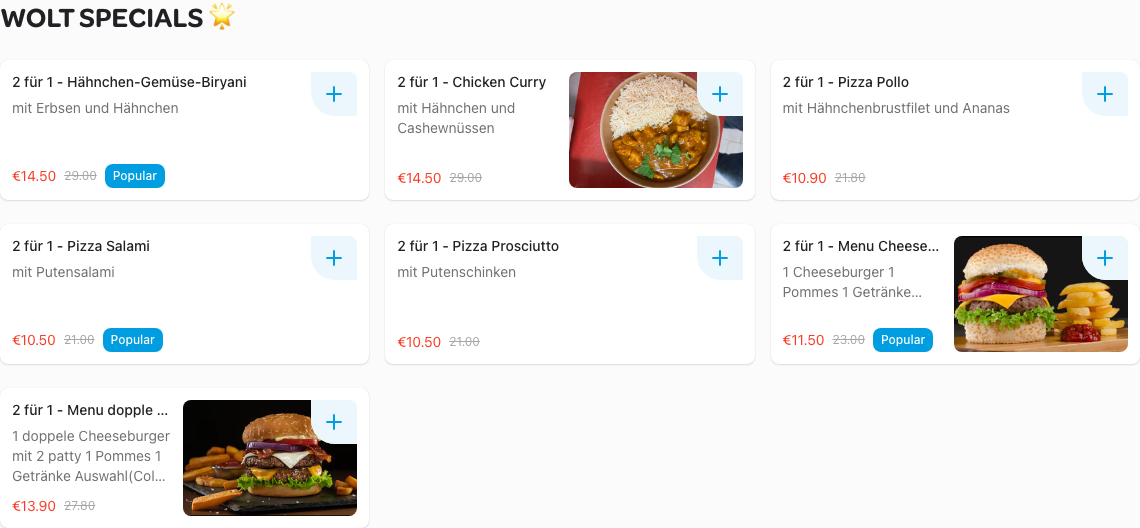 WOLT SPECIALS 🌟
2 für 1 - Hähnchen-Gemüse-Biryani
mit Erbsen und Hähnchen
€14.50 29.00 Popular
2 für 1 - Chicken Curry
mit Hähnchen und
Cashewnüssen
€14.50 29.00
2 für 1 - Pizza Pollo
mit Hähnchenbrustfilet und Ananas
€10.90 21.80
2 für 1 - Pizza Salami
mit Putensalami
€10.50 21.00 Popular
2 für 1 - Pizza Prosciutto
mit Putenschinken
€10.50 21.00
2 für 1 - Menu Cheese...
1 Cheeseburger 1
Pommes 1 Getränke...
€11.50 23.00 Popular
2 für 1 - Menu dopple ...
1 doppele Cheeseburger
mit 2 patty 1 Pommes 1
Getränke Auswahl(Col...
€13.90 27.80